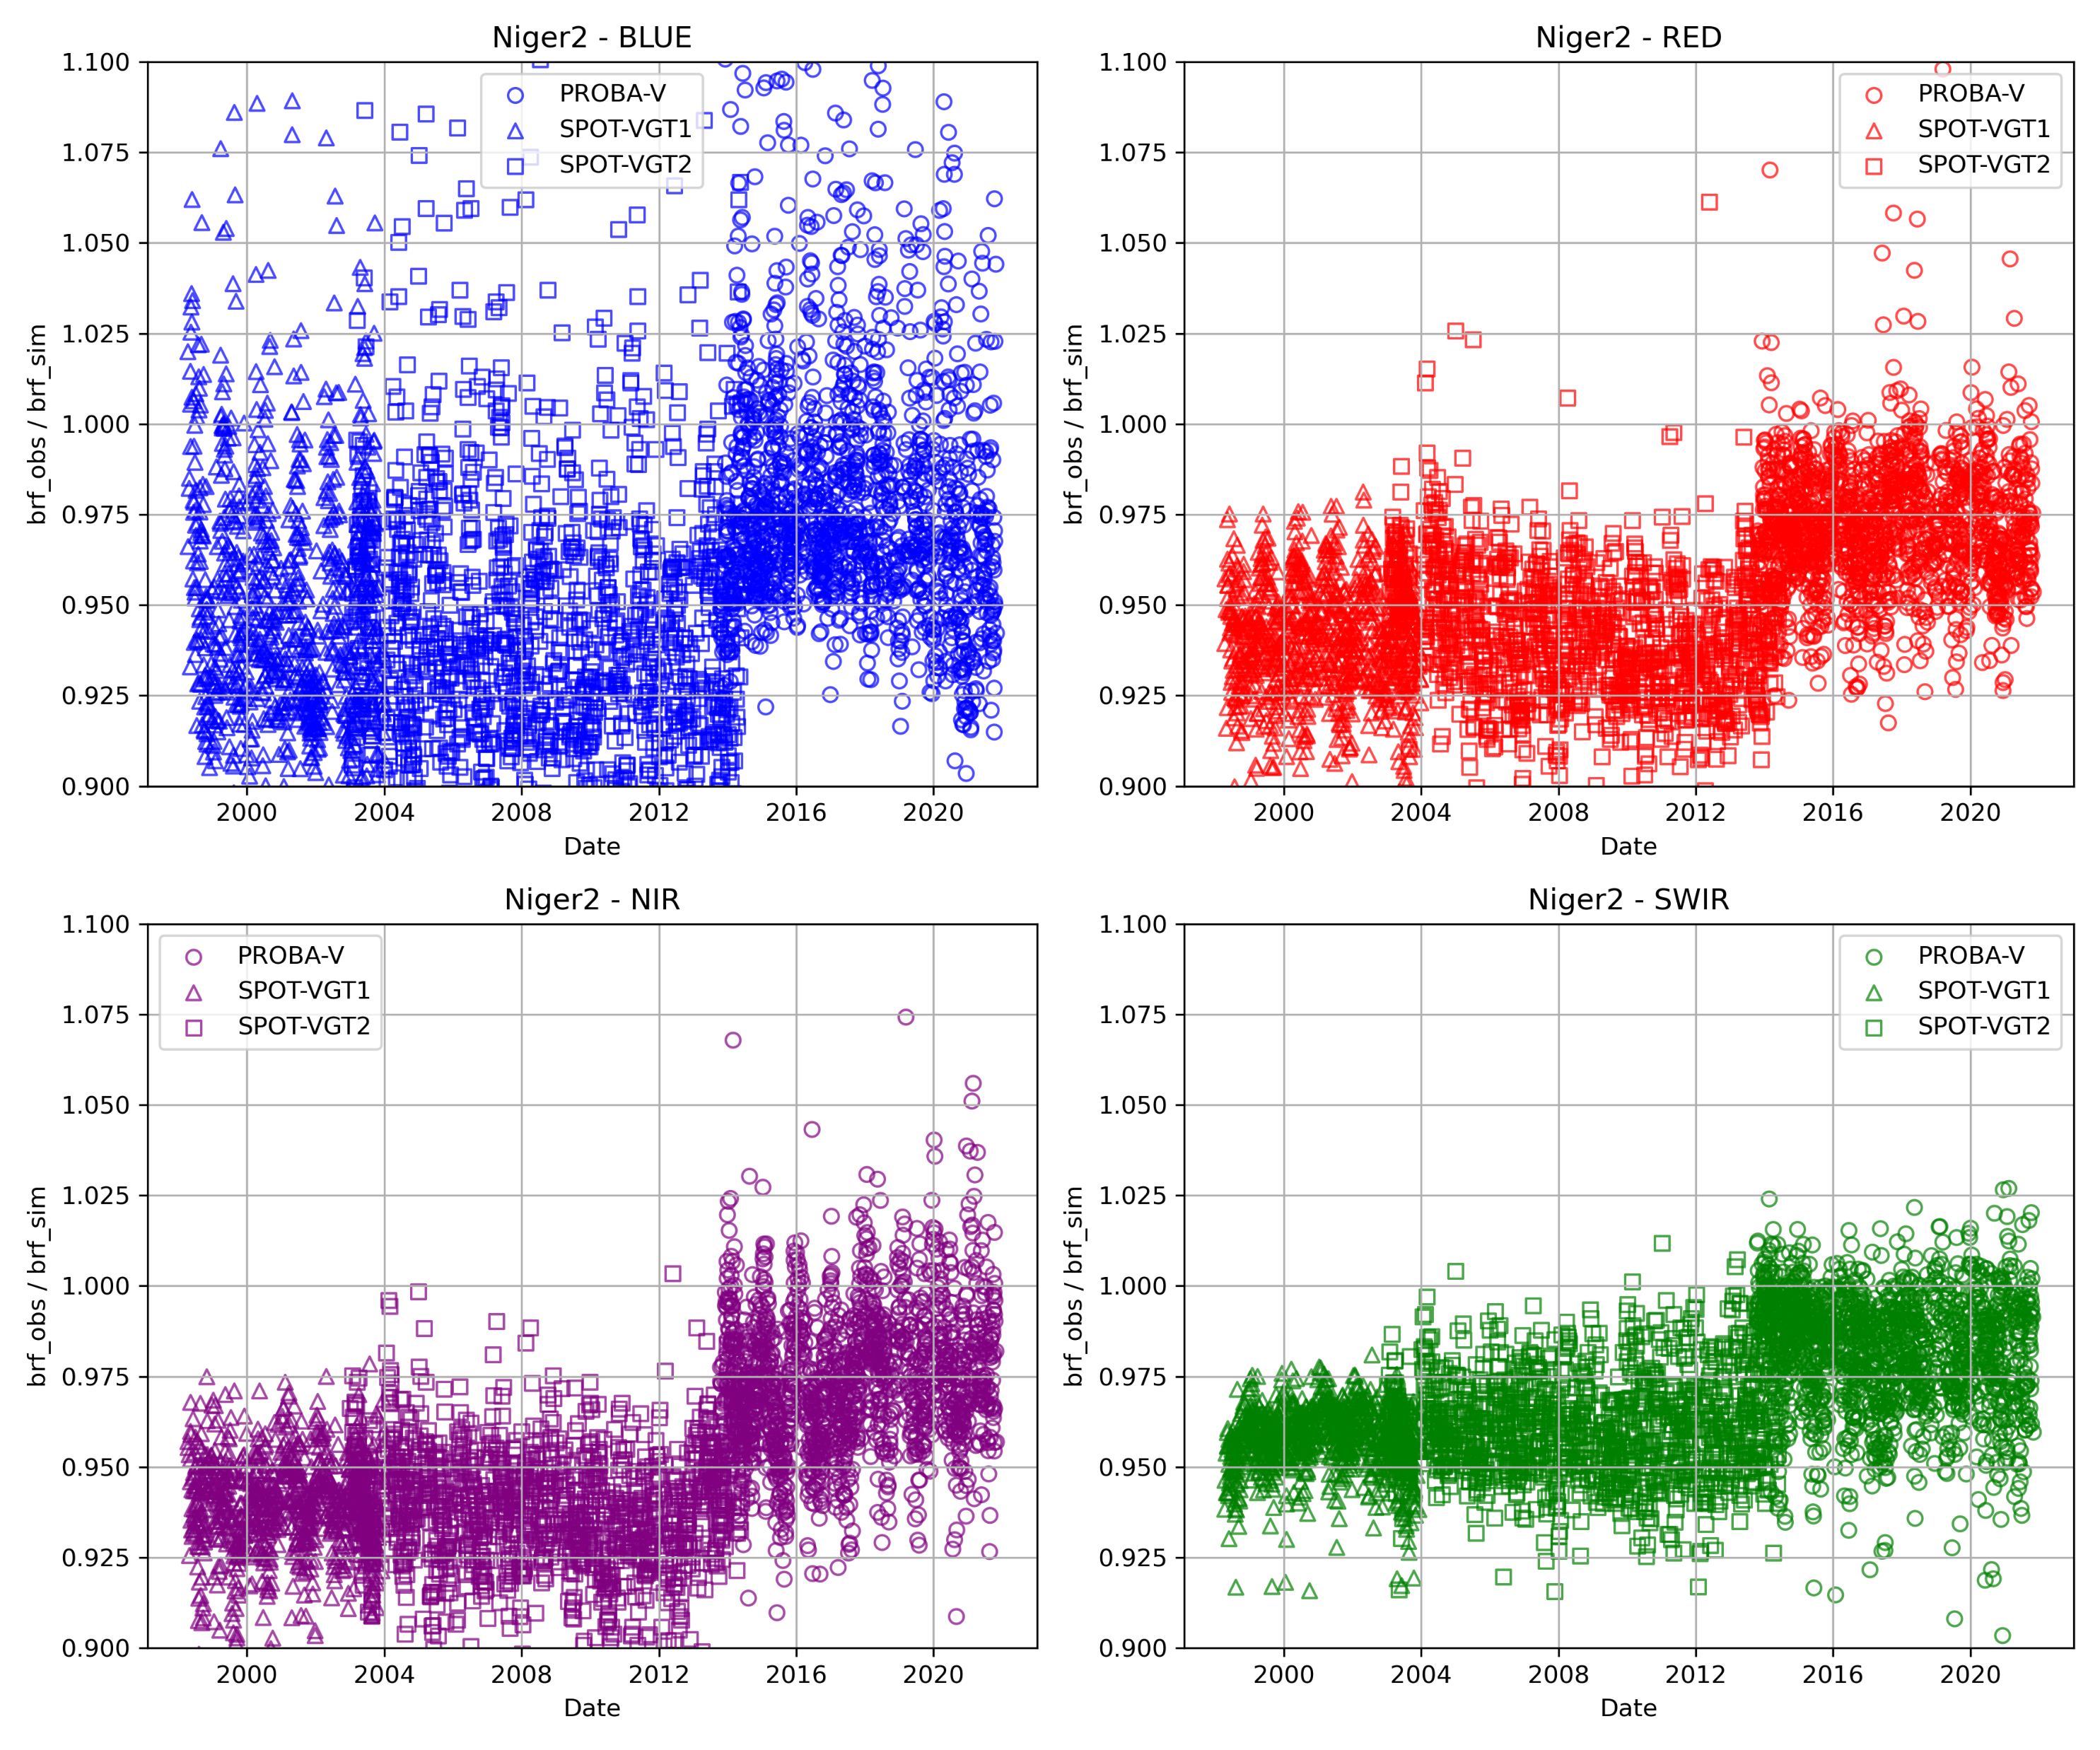 Niger2 - BLUE
1.100
1.075
1.050
1.025
1.000
0.975
0.950
0.925
0.900
brf_obs / brf_sim
PROBA-V
SPOT-VGT1
SPOT-VGT2
2000 2004 2008 2012 2016 2020
Date
Niger2 - RED
1.100
1.075
1.050
1.025
1.000
0.975
0.950
0.925
0.900
brf_obs / brf_sim
PROBA-V
SPOT-VGT1
SPOT-VGT2
2000 2004 2008 2012 2016 2020
Date
Niger2 - NIR
1.100
1.075
1.050
1.025
1.000
0.975
0.950
0.925
0.900
brf_obs / brf_sim
PROBA-V
SPOT-VGT1
SPOT-VGT2
2000 2004 2008 2012 2016 2020
Date
Niger2 - SWIR
1.100
1.075
1.050
1.025
1.000
0.975
0.950
0.925
0.900
brf_obs / brf_sim
PROBA-V
SPOT-VGT1
SPOT-VGT2
2000 2004 2008 2012 2016 2020
Date